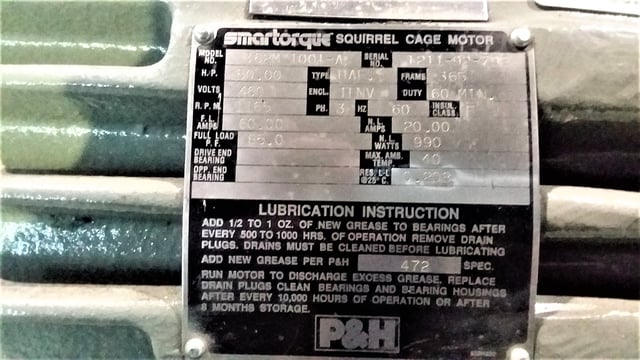 smartorque SQUIRREL CAGE MOTOR
MODEL NO. SERIAL NO.
H.P. 50.00 TYPE FRAME 365
VOLTS 460 ENCL. DUTY 60 MIN.
R.P.M. PH. 3 HZ 60 INSUL. CLASS F
F.L. AMPS 60.00 N.L. AMPS 20.00
FULL LOAD P.F. N.L. WATTS 990
DRIVE END BEARING MAX. AMB. TEMP. 40
OPP. END BEARING RES. L-L @25° C.
LUBRICATION INSTRUCTION
ADD 1/2 TO 1 OZ. OF NEW GREASE TO BEARINGS AFTER
EVERY 500 TO 1000 HRS. OF OPERATION REMOVE DRAIN
PLUGS. DRAINS MUST BE CLEANED BEFORE LUBRICATING
ADD NEW GREASE PER P&H 472 SPEC.
RUN MOTOR TO DISCHARGE EXCESS GREASE. REPLACE
DRAIN PLUGS CLEAN BEARINGS AND BEARING HOUSINGS
AFTER EVERY 10,000 HOURS OF OPERATION OR AFTER
6 MONTHS STORAGE.
P&H